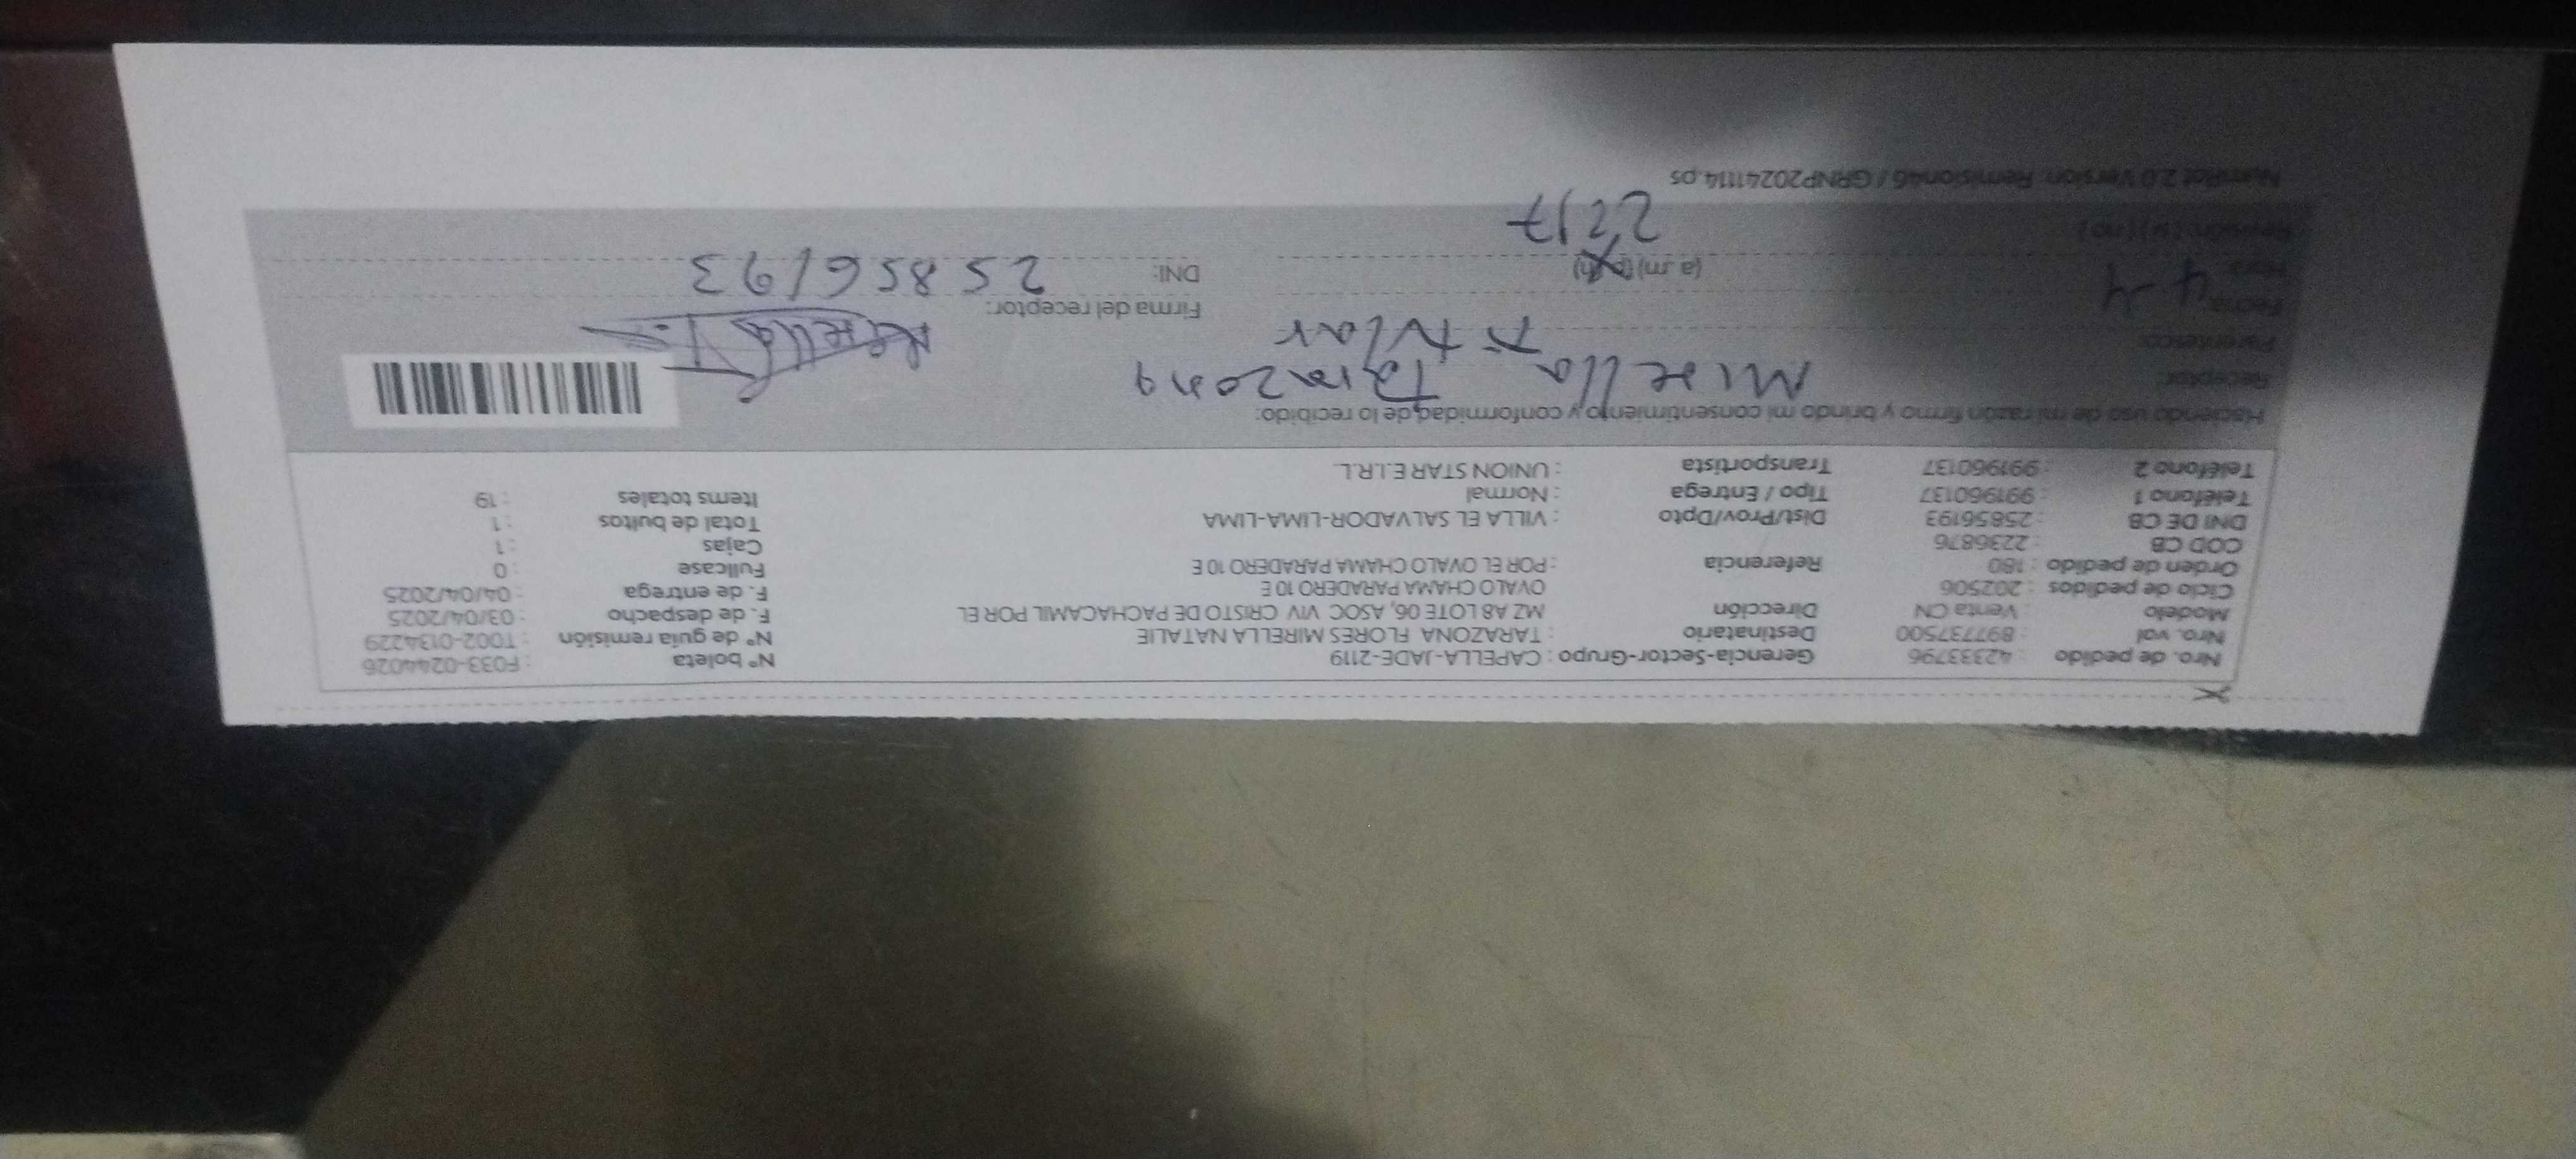 Nro. de pedido : 42333796 Gerencia-Sector-Grupo : CAPELLA-JADE-2119 N° boleta : F033-0244026
Nro. vol : 897737500 Destinatario : TARAZONA FLORES MIRELLA NATALIE N° de guía remisión : T002-0134229
Modelo : Venta CN Dirección MZ A8 LOTE 06, ASOC VIV CRISTO DE PACHACAMIL POR EL F. de despacho : 03/04/2025
Ciclo de pedidos : 202506 OVALO CHAMA PARADERO 10 E F. de entrega : 04/04/2025
Orden de pedido : 180 Referencia : POR EL OVALO CHAMA PARADERO 10 E Fullcase : 0
COD CB : 2236876 Cajas : 1
DNI DE CB : 25856193 Dist/Prov/Dpto : VILLA EL SALVADOR-LIMA-LIMA Total de bultos : 1
Teléfono 1 : 991960137 Tipo / Entrega : Normal Items totales : 19
Teléfono 2 : 991960137 Transportista : UNION STAR E.I.R.L.
Haciendo uso de mi razón firmo y brindo mi consentimiento y conformidad de lo recibido:
Receptor: Mirella Tarazona
Parentesco: Titular
Fecha: 4-4 Firma del receptor:
Hora: (a .m) DNI: 25856193
22:17
NumRot 2.0 Version: Remision46 / GRNP20241114.ps